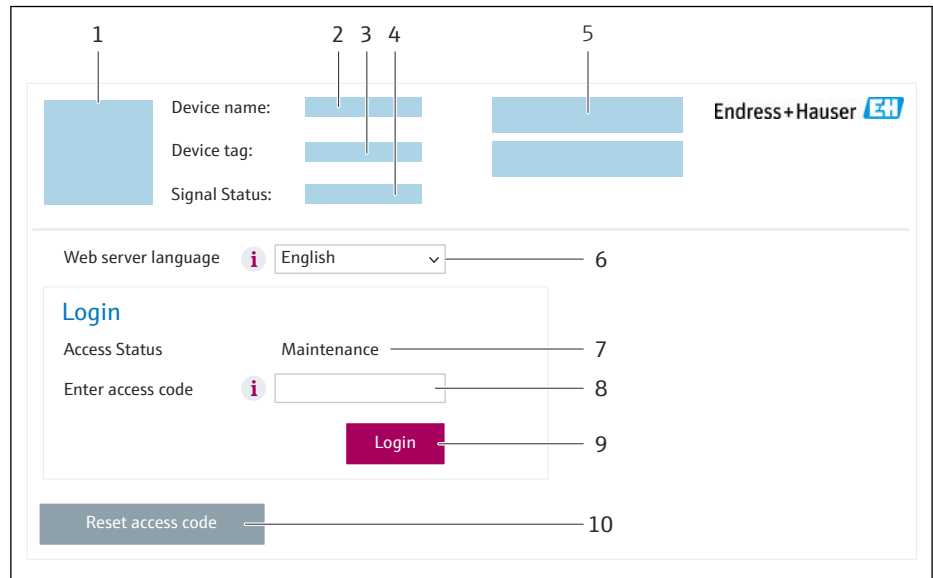 1 2 3 4 5
Device name:
Endress+Hauser EH
Device tag:
Signal Status:
Web server language i English 6
Login
Access Status Maintenance 7
Enter access code i 8
Login 9
Reset access code 10